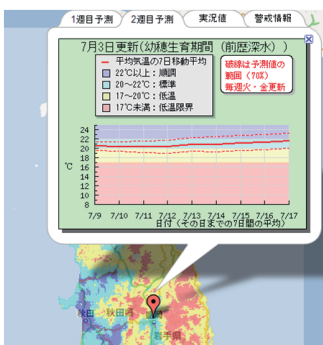 1週目予測 2週目予測 実況値 警戒情報
7月3日更新(幼穂生育期間（前歴深水）)
平均気温の7日移動平均
22℃以上：順調
20～22℃：標準
17～20℃：低温
17℃未満：低温限界
破線は予測値の
範囲（70%）
毎週火・金更新
24
22
20
18
16
14
12
10
8
℃
7/9 7/10 7/11 7/12 7/13 7/14 7/15 7/16 7/17
日付（その日までの7日間の平均）
秋田 秋田県
岩手県